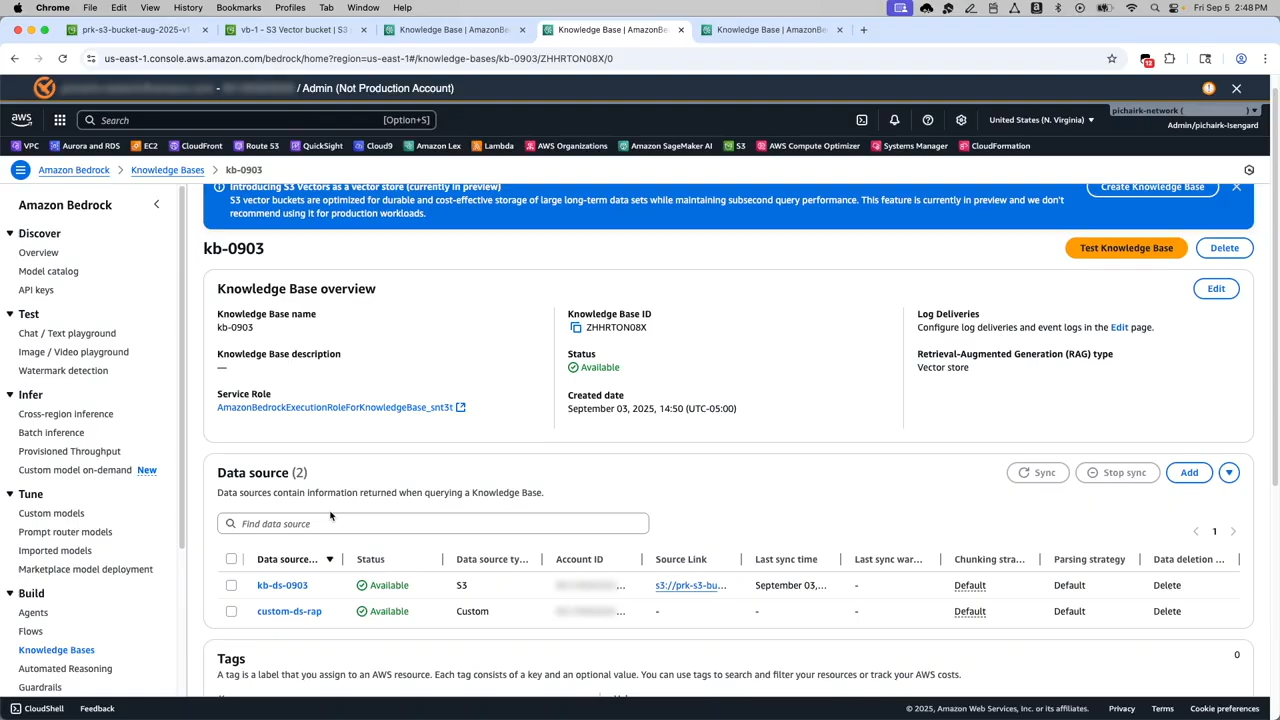 Chrome File Edit View History Bookmarks Profiles Tab Window Help Fri Sep 5 2:48 PM
prk-s3-bucket-aug-2025-v1
vb-1 - S3 Vector bucket | S3
Knowledge Base | AmazonBe
Knowledge Base | AmazonBe
Knowledge Base | AmazonBe
us-east-1.console.aws.amazon.com/bedrock/home?region=us-east-1#/knowledge-bases/kb-0903/ZHHRTON08X/0
12
/ Admin (Not Production Account)
aws Search [Option+S] United States (N. Virginia) pichairk-network (
Admin/pichairk-Isengard
VPC Aurora and RDS EC2 CloudFront Route 53 QuickSight Cloud9 Amazon Lex Lambda AWS Organizations Amazon SageMaker AI S3 AWS Compute Optimizer Systems Manager CloudFormation
Amazon Bedrock Knowledge Bases kb-0903
Amazon Bedrock
Discover
Overview
Model catalog
API keys
Test
Chat / Text playground
Image / Video playground
Watermark detection
Infer
Cross-region inference
Batch inference
Provisioned Throughput
Custom model on-demand New
Tune
Custom models
Prompt router models
Imported models
Marketplace model deployment
Build
Agents
Flows
Knowledge Bases
Automated Reasoning
Guardrails
Introducing S3 Vectors as a vector store (currently in preview)
S3 vector buckets are optimized for durable and cost-effective storage of large long-term data sets while maintaining subsecond query performance. This feature is currently in preview and we don't
recommend using it for production workloads.
Create Knowledge Base
kb-0903
Test Knowledge Base Delete
Knowledge Base overview
Edit
Knowledge Base name
kb-0903
Knowledge Base description
—
Service Role
AmazonBedrockExecutionRoleForKnowledgeBase_snt3t
Knowledge Base ID
ZHHRTON08X
Status
Available
Created date
September 03, 2025, 14:50 (UTC-05:00)
Log Deliveries
Configure log deliveries and event logs in the Edit page.
Retrieval-Augmented Generation (RAG) type
Vector store
Data source (2)
Sync Stop sync Add
Data sources contain information returned when querying a Knowledge Base.
Find data source
1
Data source... Status Data source ty... Account ID Source Link Last sync time Last sync war... Chunking stra... Parsing strategy Data deletion ...
kb-ds-0903 Available S3 ... s3://prk-s3-bu... September 03,... - Default Default Delete
custom-ds-rap Available Custom ... - - - Default Default Delete
Tags
0
A tag is a label that you assign to an AWS resource. Each tag consists of a key and an optional value. You can use tags to search and filter your resources or track your AWS costs.
CloudShell Feedback © 2025, Amazon Web Services, Inc. or its affiliates. Privacy Terms Cookie preferences